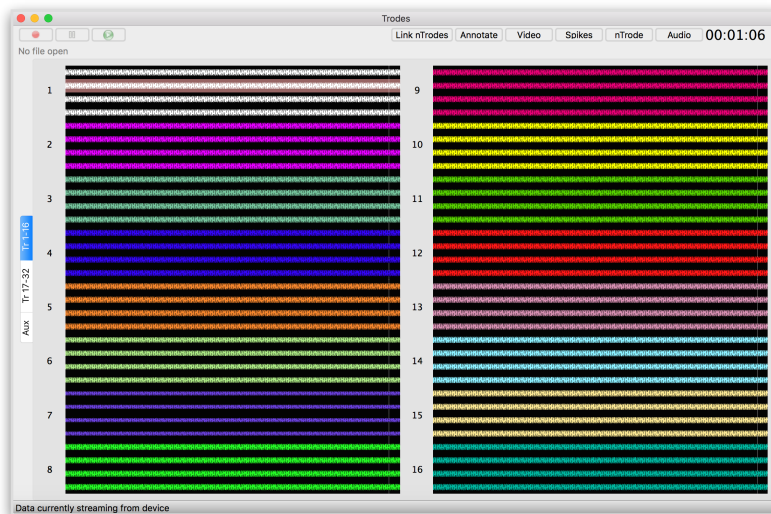 Trodes
Link nTrodes Annotate Video Spikes nTrode Audio 00:01:06
No file open
1 9
2 10
3 11
4 12
5 13
6 14
7 15
8 16
Tr 1-16
Tr 17-32
Aux
Data currently streaming from device